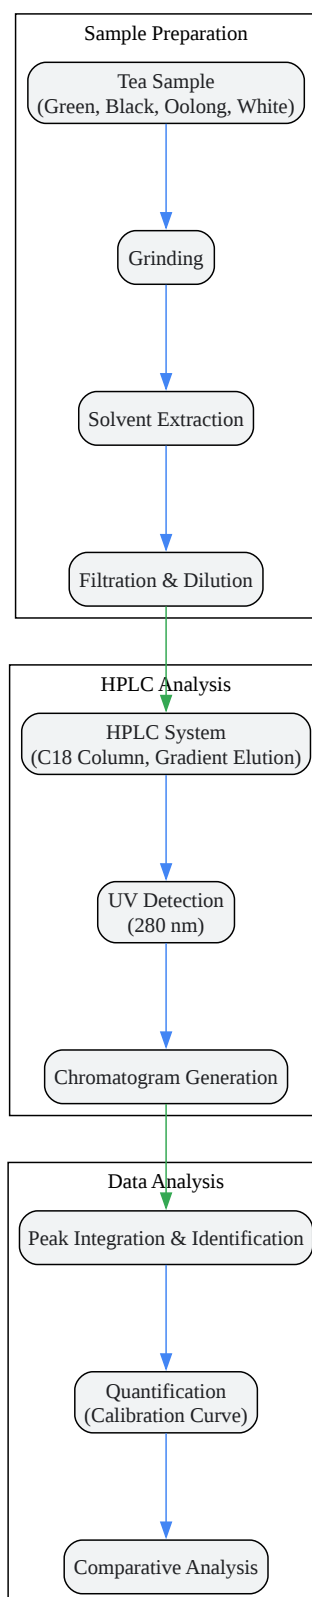 Sample Preparation
Tea Sample
(Green, Black, Oolong, White)
Grinding
Solvent Extraction
Filtration & Dilution
HPLC Analysis
HPLC System
(C18 Column, Gradient Elution)
UV Detection
(280 nm)
Chromatogram Generation
Data Analysis
Peak Integration & Identification
Quantification
(Calibration Curve)
Comparative Analysis